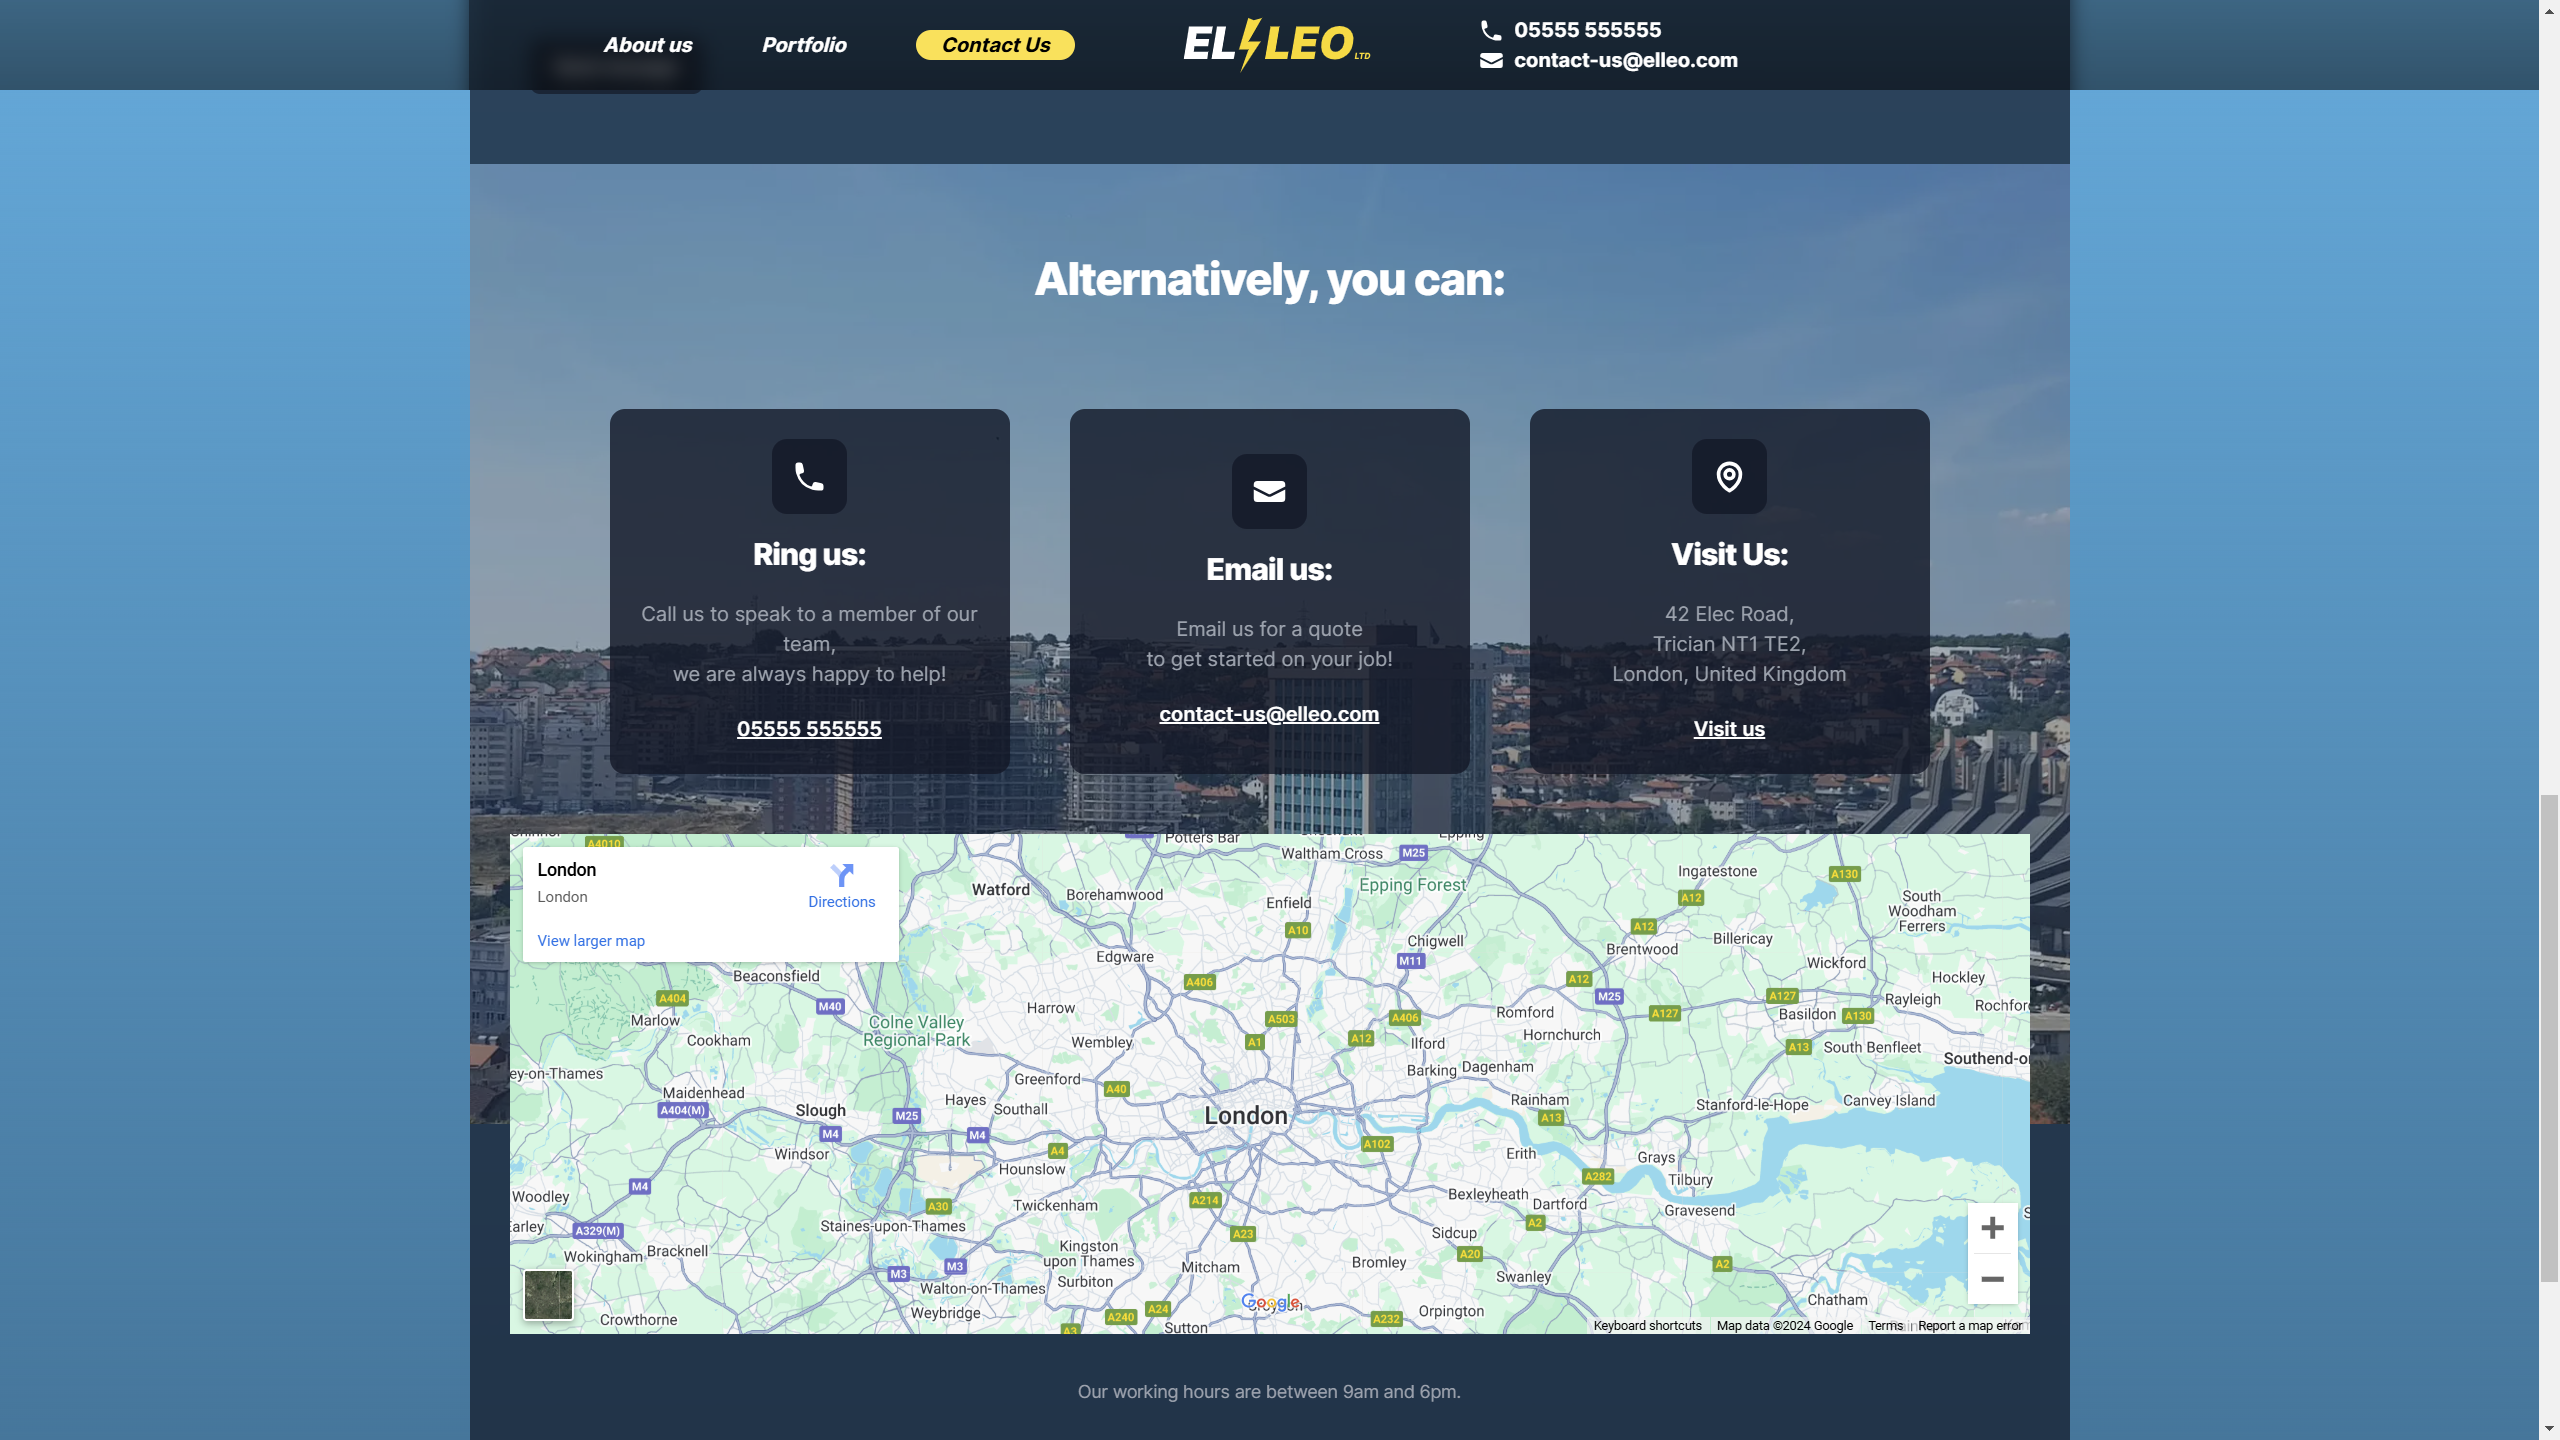 About us
Portfolio
Contact Us
ELLEO LTD
05555 555555
contact-us@elleo.com
Alternatively, you can:
Ring us:
Call us to speak to a member of our
team,
we are always happy to help!
05555 555555
Email us:
Email us for a quote
to get started on your job!
contact-us@elleo.com
Visit Us:
42 Elec Road,
Trician NT1 TE2,
London, United Kingdom
Visit us
London
London
Directions
View larger map
A4010
Potters Bar
Epping
Waltham Cross
M25
Ingatestone
A130
Watford
Borehamwood
Enfield
Epping Forest
A12
South
Woodham
Ferrers
A10
Chigwell
A12
Brentwood
Billericay
Edgware
M11
Wickford
Beaconsfield
A406
A12
Hockley
A404
M40
M25
A127
Rayleigh
Harrow
Marlow
Colne Valley
Regional Park
A503
A406
Romford
A127
Basildon
A130
Rochfor
Cookham
Wembley
A1
A12
Ilford
Hornchurch
A13
South Benfleet
Southend-o
ey-on-Thames
Greenford
A40
Barking
Dagenham
Maidenhead
A404(M)
Slough
M25
Hayes
Southall
London
Rainham
A13
Stanford-le-Hope
Canvey Island
M4
M4
A4
A102
Windsor
Hounslow
Erith
Grays
A282
Tilbury
M4
Woodley
A30
Twickenham
A214
Bexleyheath
Dartford
Gravesend
Earley
A329(M)
Staines-upon-Thames
A23
Sidcup
A2
Wokingham
Bracknell
Kingston
upon Thames
A20
A2
M3
M3
Surbiton
Mitcham
Bromley
Swanley
Walton-on-Thames
Weybridge
Google
Chatham
Crowthorne
A240
A24
A232
Orpington
A3
Sutton
Keyboard shortcuts
Map data ©2024 Google
Terms
Report a map error
Our working hours are between 9am and 6pm.